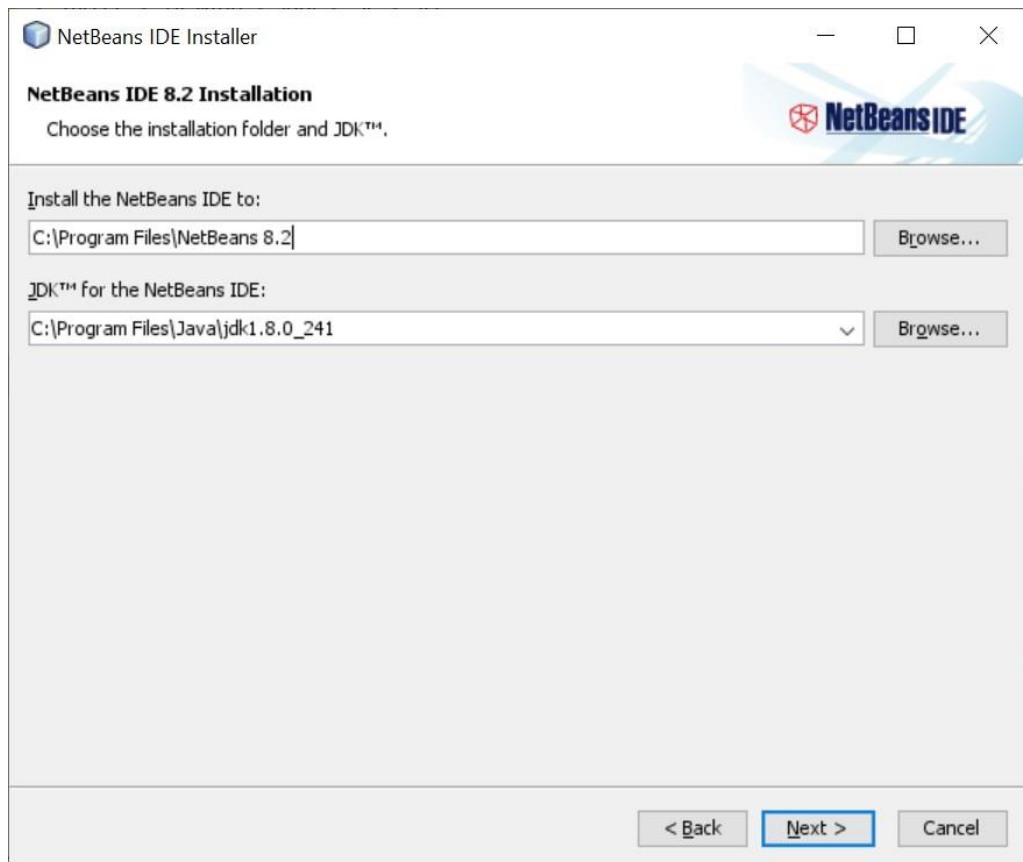 NetBeans IDE Installer
NetBeans IDE 8.2 Installation
Choose the installation folder and JDK™.
NetBeans IDE
Install the NetBeans IDE to:
C:\Program Files\NetBeans 8.2
Browse...
JDK™ for the NetBeans IDE:
C:\Program Files\Java\jdk1.8.0_241
Browse...
< Back
Next >
Cancel